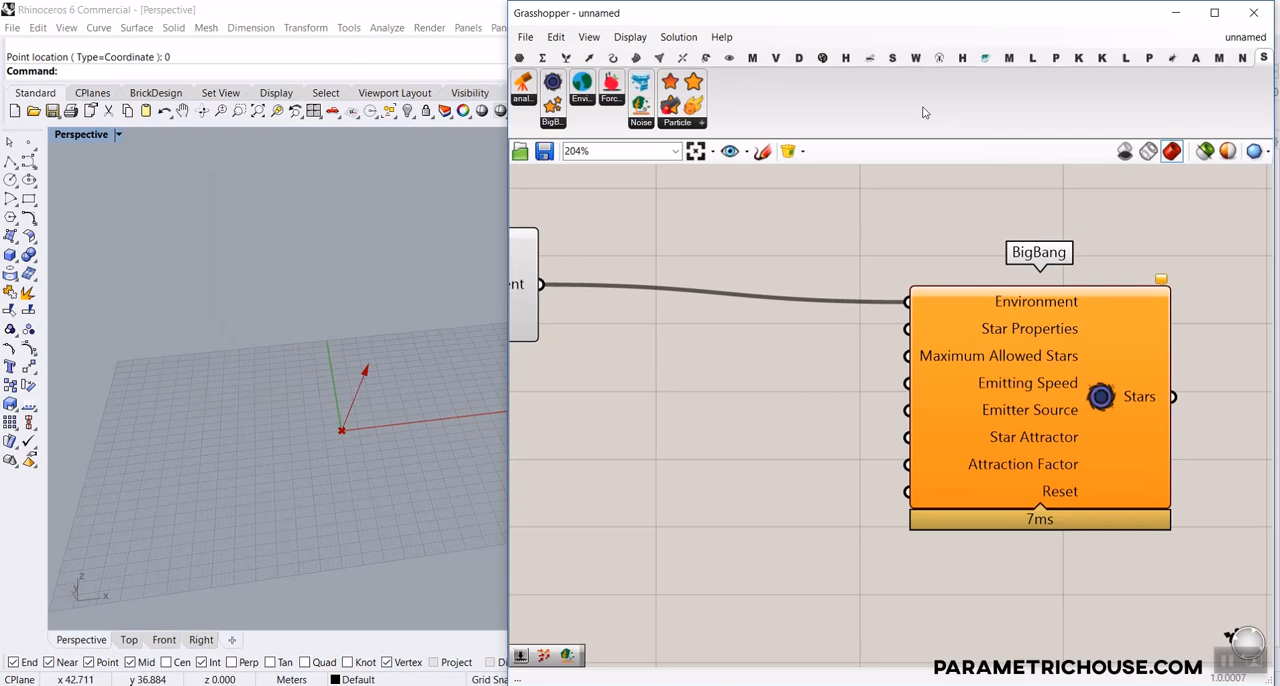 Rhinoceros 6 Commercial - [Perspective]
File Edit View Curve Surface Solid Mesh Dimension Transform Tools Analyze Render Panels Pan
Point location ( Type=Coordinate ): 0
Command:
Standard CPlanes BrickDesign Set View Display Select Viewport Layout Visibility
Perspective
z
y
x
Perspective Top Front Right
End Near Point Mid Cen Int Perp Tan Quad Knot Vertex Project
CPlane x 42.711 y 36.884 z 0.000 Meters Default Grid Sna
Grasshopper - unnamed
File Edit View Display Solution Help unnamed
M V D H S W H M L P K K L P A M N S
anal.. Envi.. Forc..
BigB.. Noise Particle
204%
BigBang
nt
Environment
Star Properties
Maximum Allowed Stars
Emitting Speed
Emitter Source
Stars
Star Attractor
Attraction Factor
Reset
7ms
PARAMETRICHOUSE.COM
...
1.0.0007